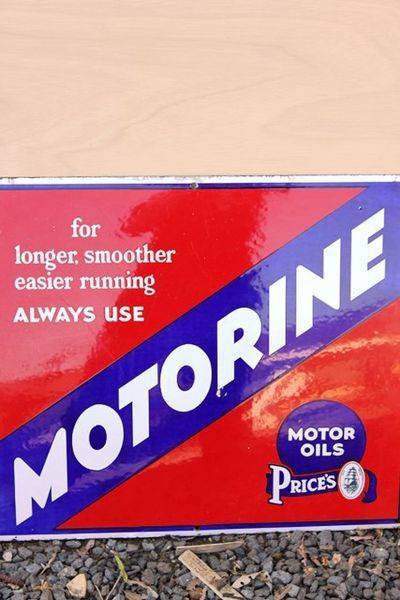 for
longer, smoother
easier running
ALWAYS USE
MOTORINE
MOTOR
OILS
PRICE'S